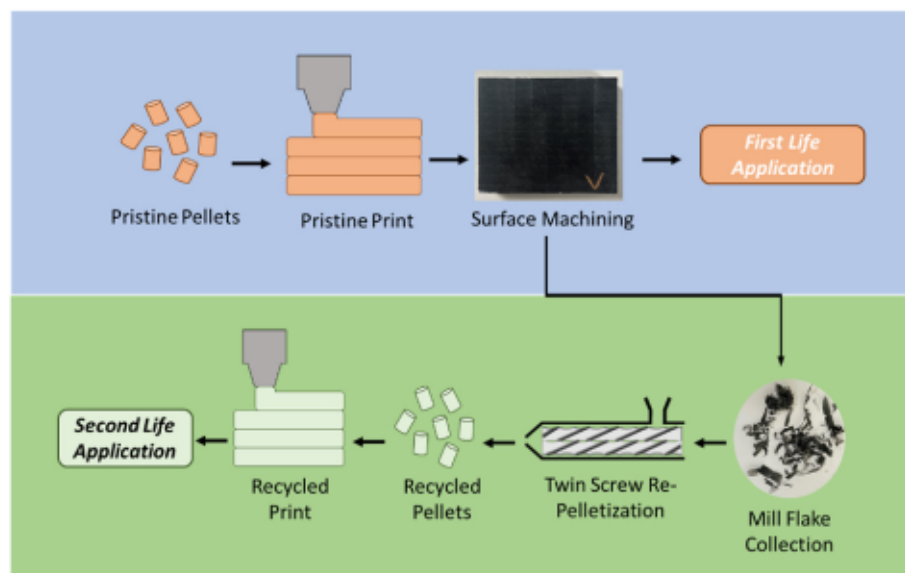 Pristine Pellets
Pristine Print
Surface Machining
First Life
Application
Second Life
Application
Recycled
Print
Recycled
Pellets
Twin Screw Re-
Pelletization
Mill Flake
Collection